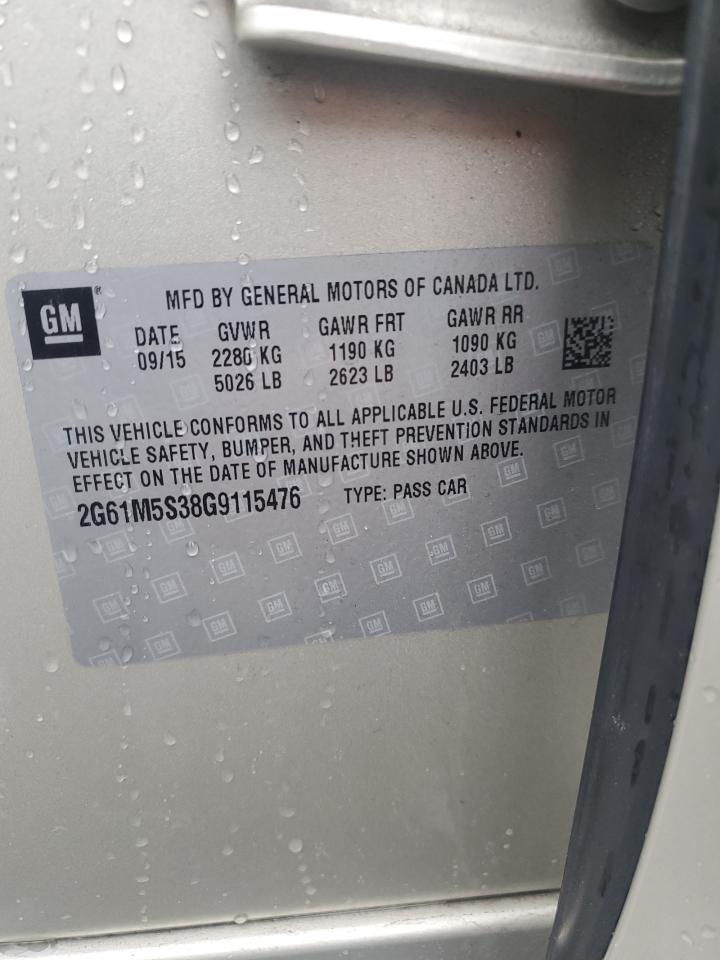 GM®
MFD BY GENERAL MOTORS OF CANADA LTD.
DATE GVWR GAWR FRT GAWR RR
09/15 2280 KG 1190 KG 1090 KG
5026 LB 2623 LB 2403 LB
THIS VEHICLE CONFORMS TO ALL APPLICABLE U.S. FEDERAL MOTOR
VEHICLE SAFETY, BUMPER, AND THEFT PREVENTION STANDARDS IN
EFFECT ON THE DATE OF MANUFACTURE SHOWN ABOVE.
2G61M5S38G9115476 TYPE: PASS CAR